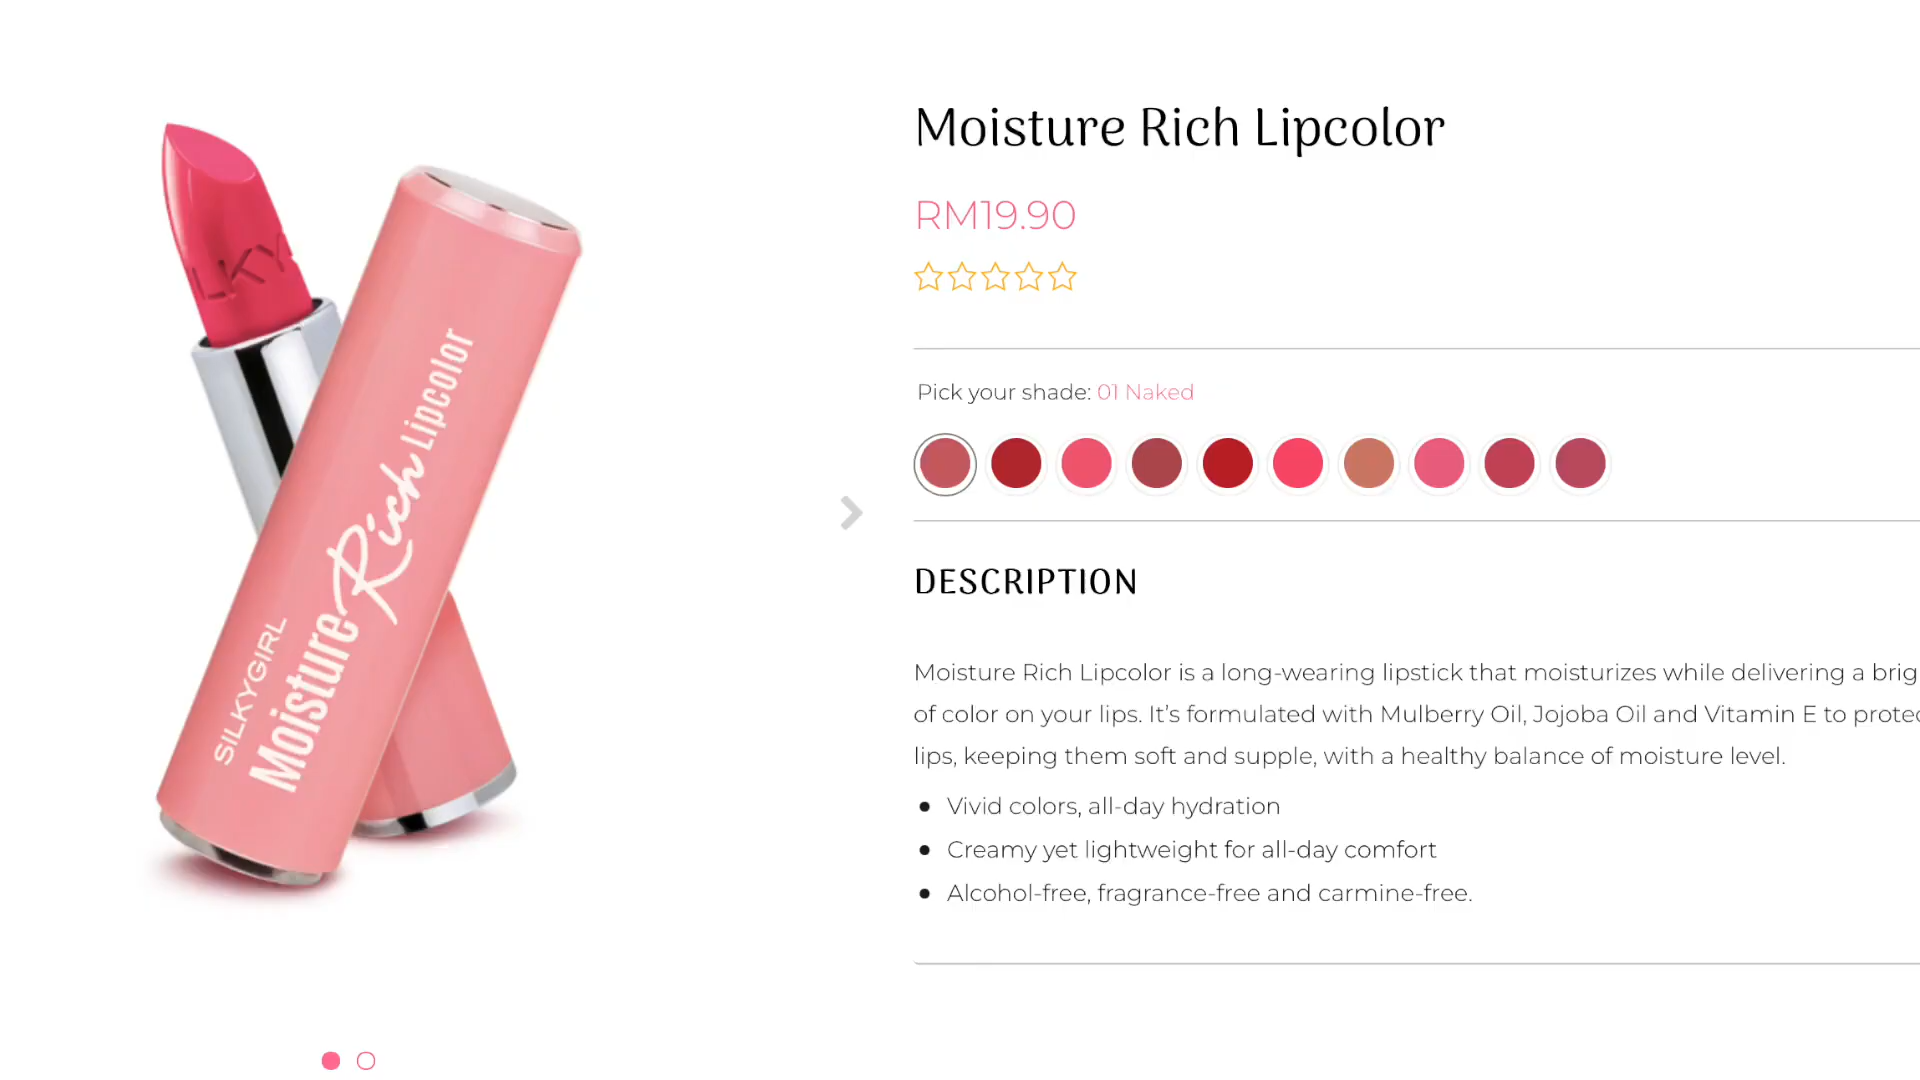 Moisture Rich Lipcolor
RM19.90
Pick your shade: 01 Naked
DESCRIPTION
Moisture Rich Lipcolor is a long-wearing lipstick that moisturizes while delivering a brig
of color on your lips. It’s formulated with Mulberry Oil, Jojoba Oil and Vitamin E to protec
lips, keeping them soft and supple, with a healthy balance of moisture level.
Vivid colors, all-day hydration
Creamy yet lightweight for all-day comfort
Alcohol-free, fragrance-free and carmine-free.
LKY
SILKYGIRL
Moisture Rich Lipcolor